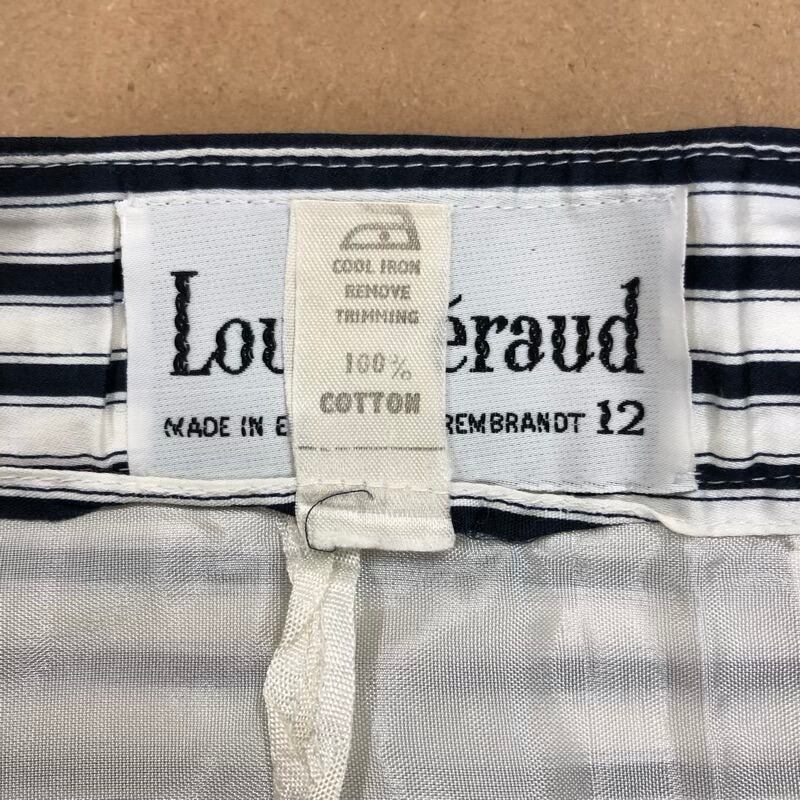 Lou éraud
MADE IN E REMBRANDT 12
COOL IRON
REMOVE
TRIMMING
100%
COTTON